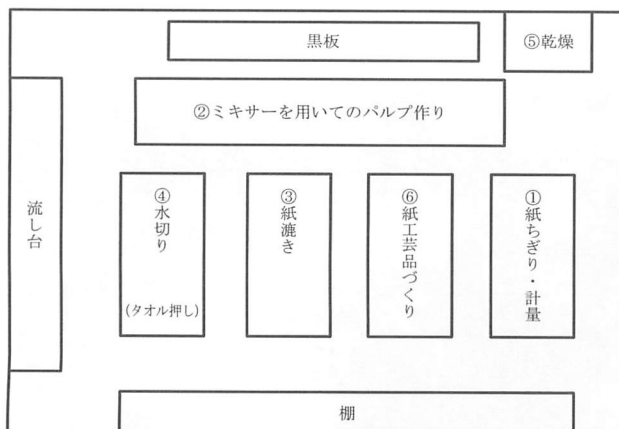 黒板
⑤乾燥
②ミキサーを用いてのパルプ作り
流し台
④水切り
(タオル押し)
③紙漉き
⑥紙工芸品づくり
①紙ちぎり・計量
棚